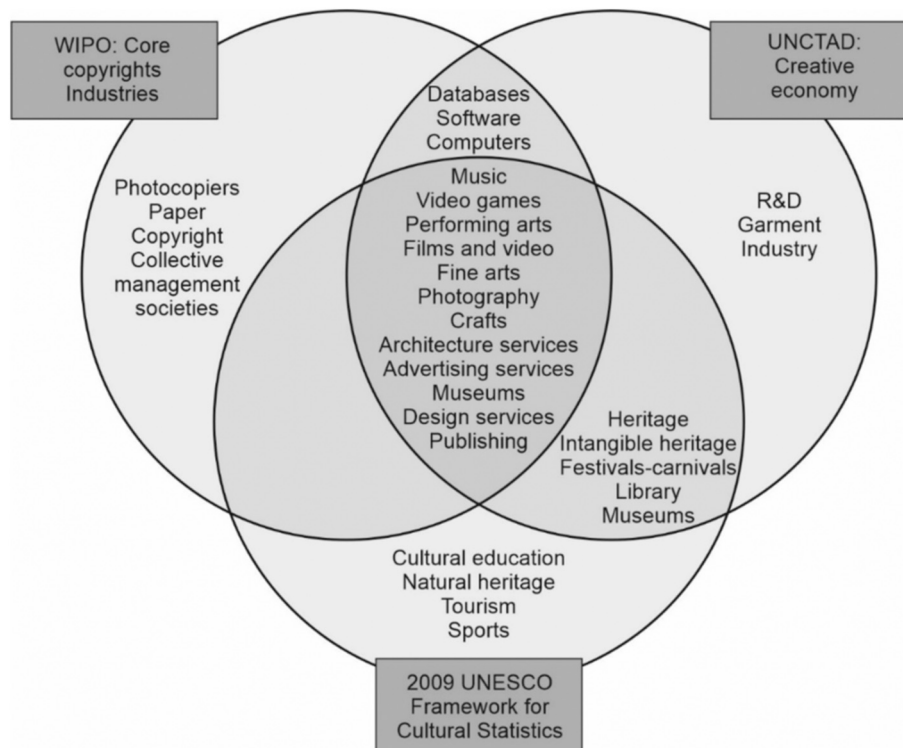 WIPO: Core
copyrights
Industries
UNCTAD:
Creative
economy
Databases
Software
Computers
Photocopiers
Paper
Copyright
Collective
management
societies
Music
Video games
Performing arts
Films and video
Fine arts
Photography
Crafts
Architecture services
Advertising services
Museums
Design services
Publishing
R&D
Garment
Industry
Heritage
Intangible heritage
Festivals-carnivals
Library
Museums
Cultural education
Natural heritage
Tourism
Sports
2009 UNESCO
Framework for
Cultural Statistics